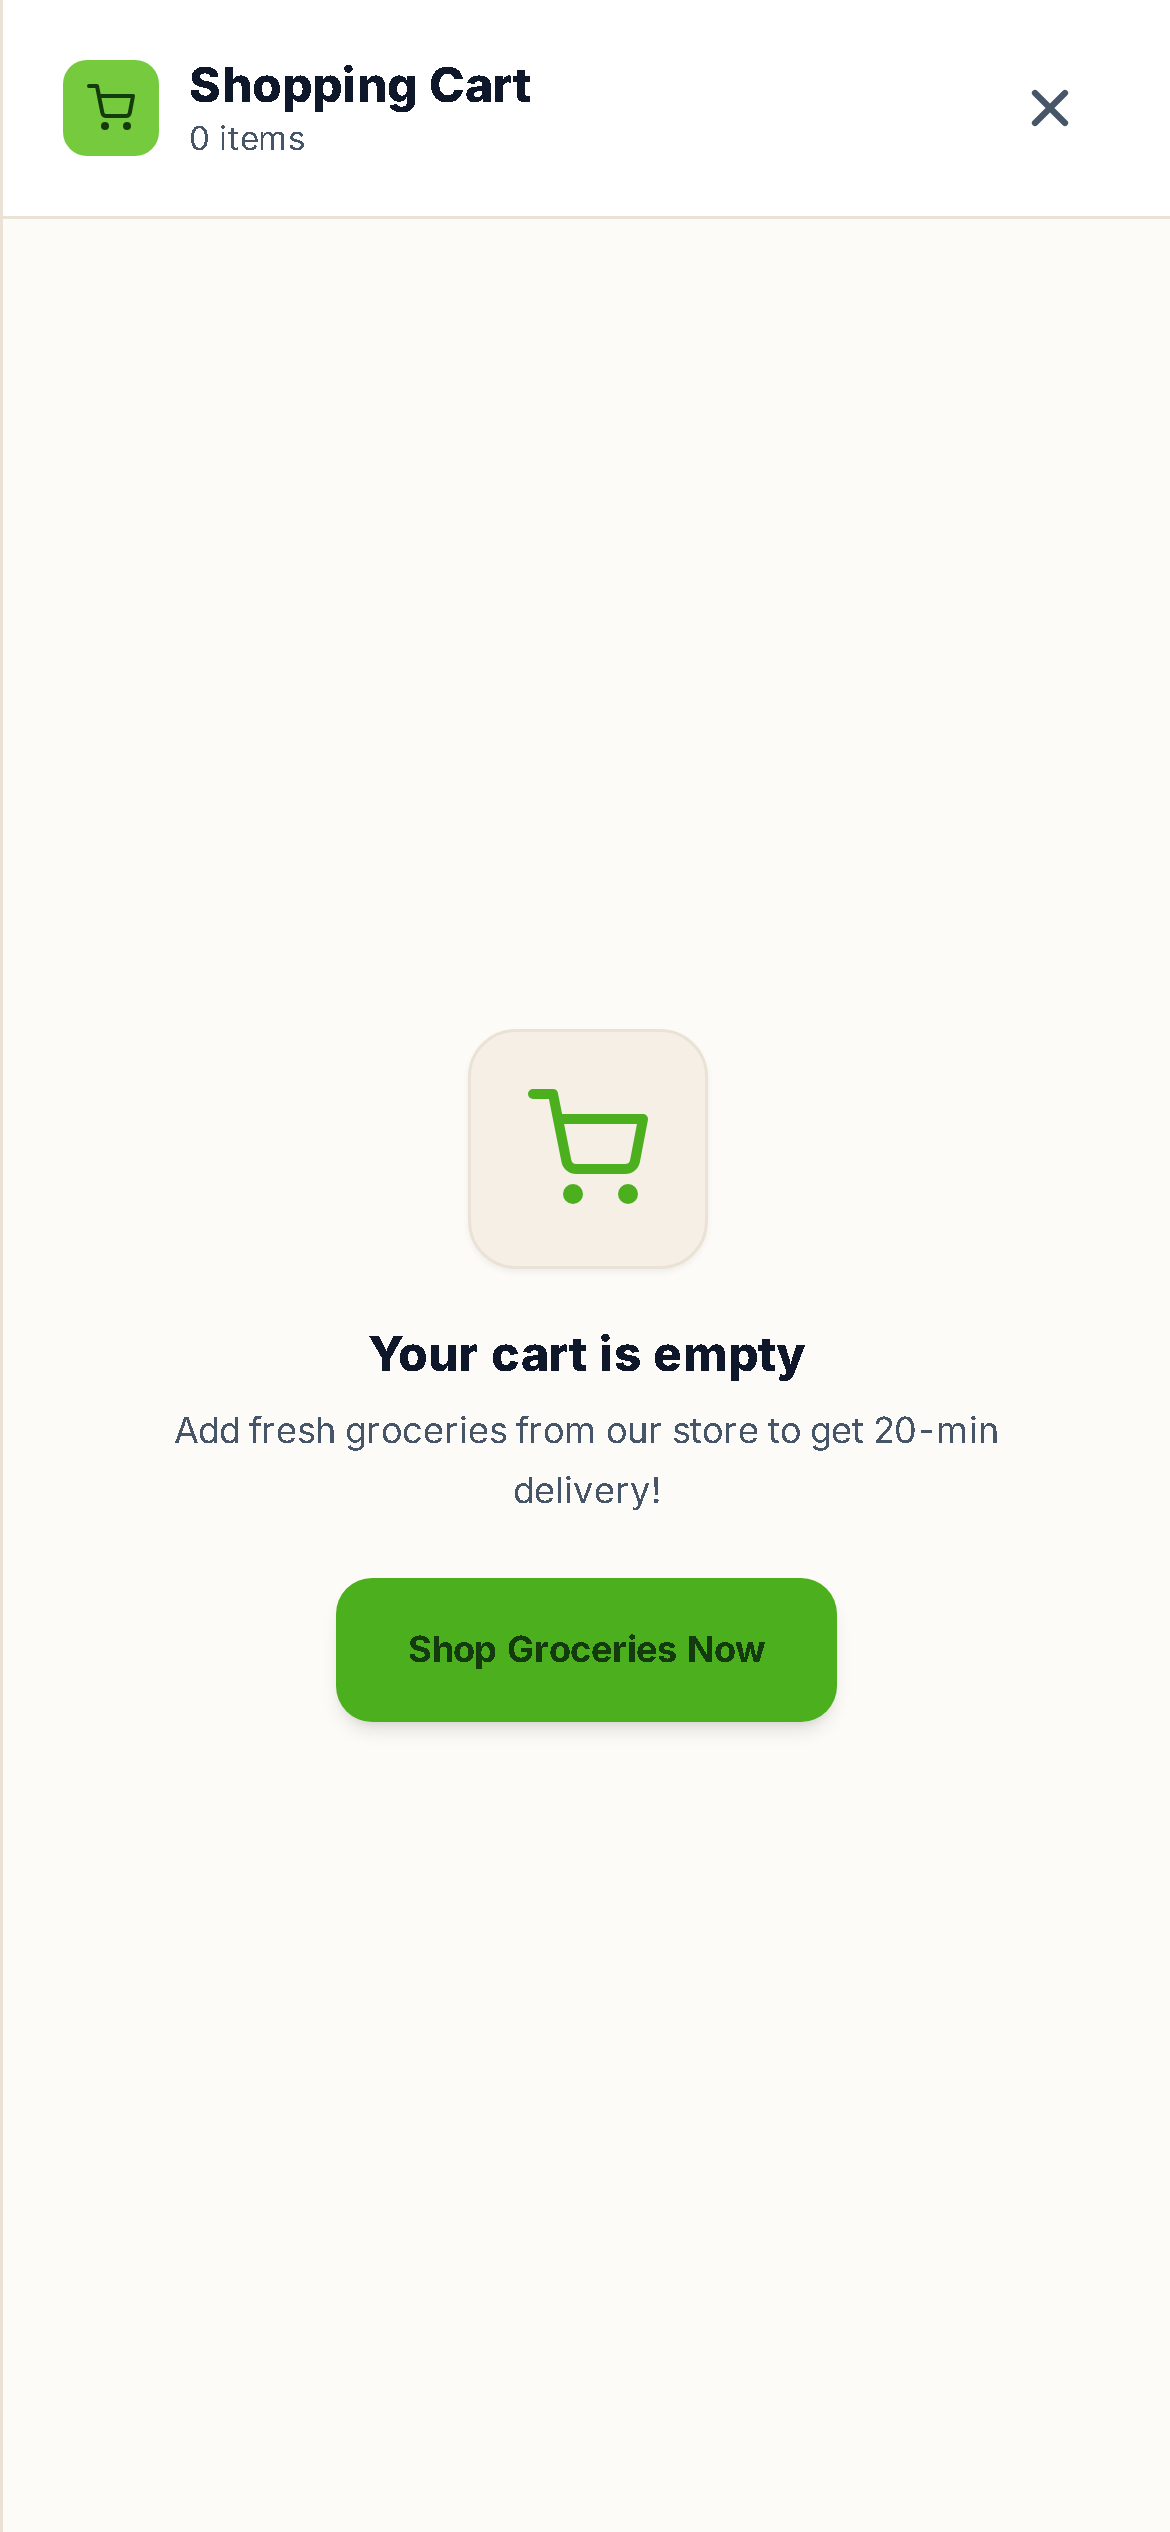 Shopping Cart
0 items
Your cart is empty
Add fresh groceries from our store to get 20-min
delivery!
Shop Groceries Now